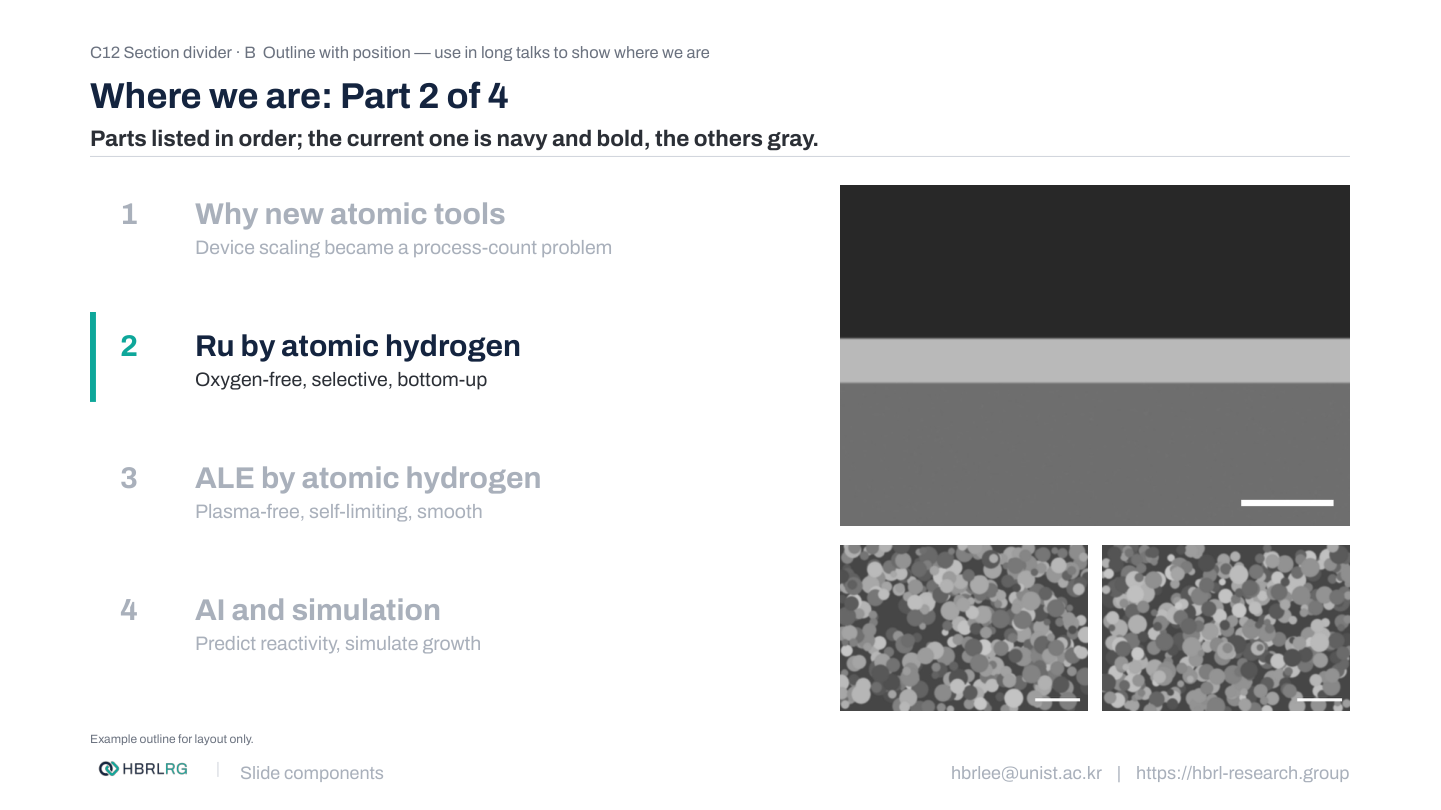 C12 Section divider · B  Outline with position — use in long talks to show where we are
Where we are: Part 2 of 4
Parts listed in order; the current one is navy and bold, the others gray.
1 Why new atomic tools
Device scaling became a process-count problem
2 Ru by atomic hydrogen
Oxygen-free, selective, bottom-up
3 ALE by atomic hydrogen
Plasma-free, self-limiting, smooth
4 AI and simulation
Predict reactivity, simulate growth
Example outline for layout only.
HBRLRG | Slide components
hbrlee@unist.ac.kr | https://hbrl-research.group